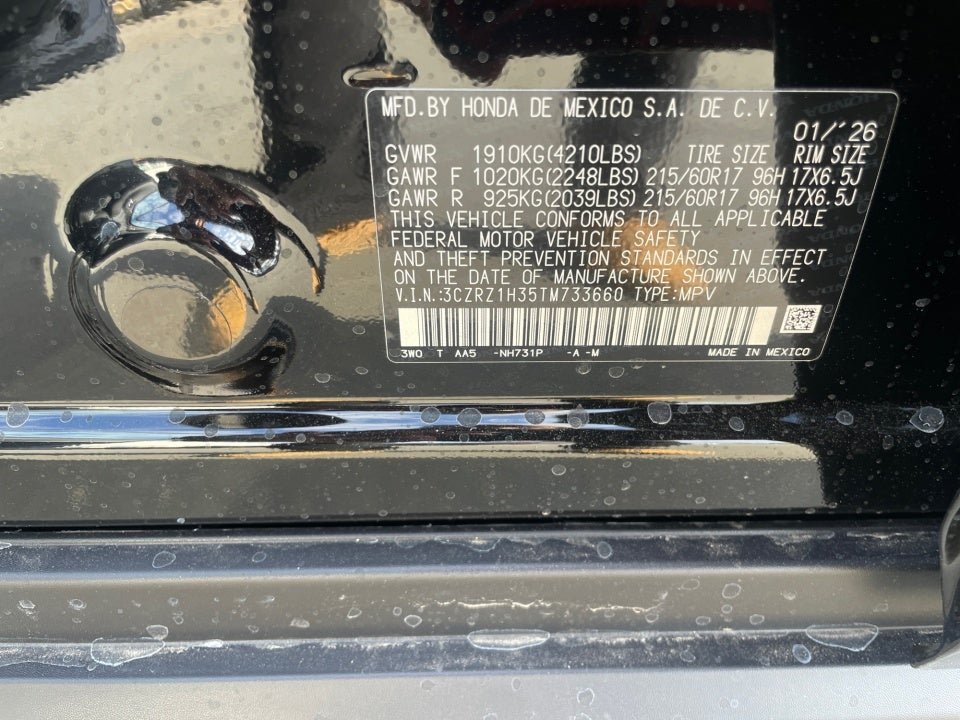 MFD.BY HONDA DE MEXICO S.A. DE C.V.
01/'26
GVWR 1910KG(4210LBS) TIRE SIZE RIM SIZE
GAWR F 1020KG(2248LBS) 215/60R17 96H 17X6.5J
GAWR R 925KG(2039LBS) 215/60R17 96H 17X6.5J
THIS VEHICLE CONFORMS TO ALL APPLICABLE
FEDERAL MOTOR VEHICLE SAFETY
AND THEFT PREVENTION STANDARDS IN EFFECT
ON THE DATE OF MANUFACTURE SHOWN ABOVE.
V.I.N.:3CZRZ1H35TM733660 TYPE:MPV
3W0 T AA5 -NH731P -A -M MADE IN MEXICO